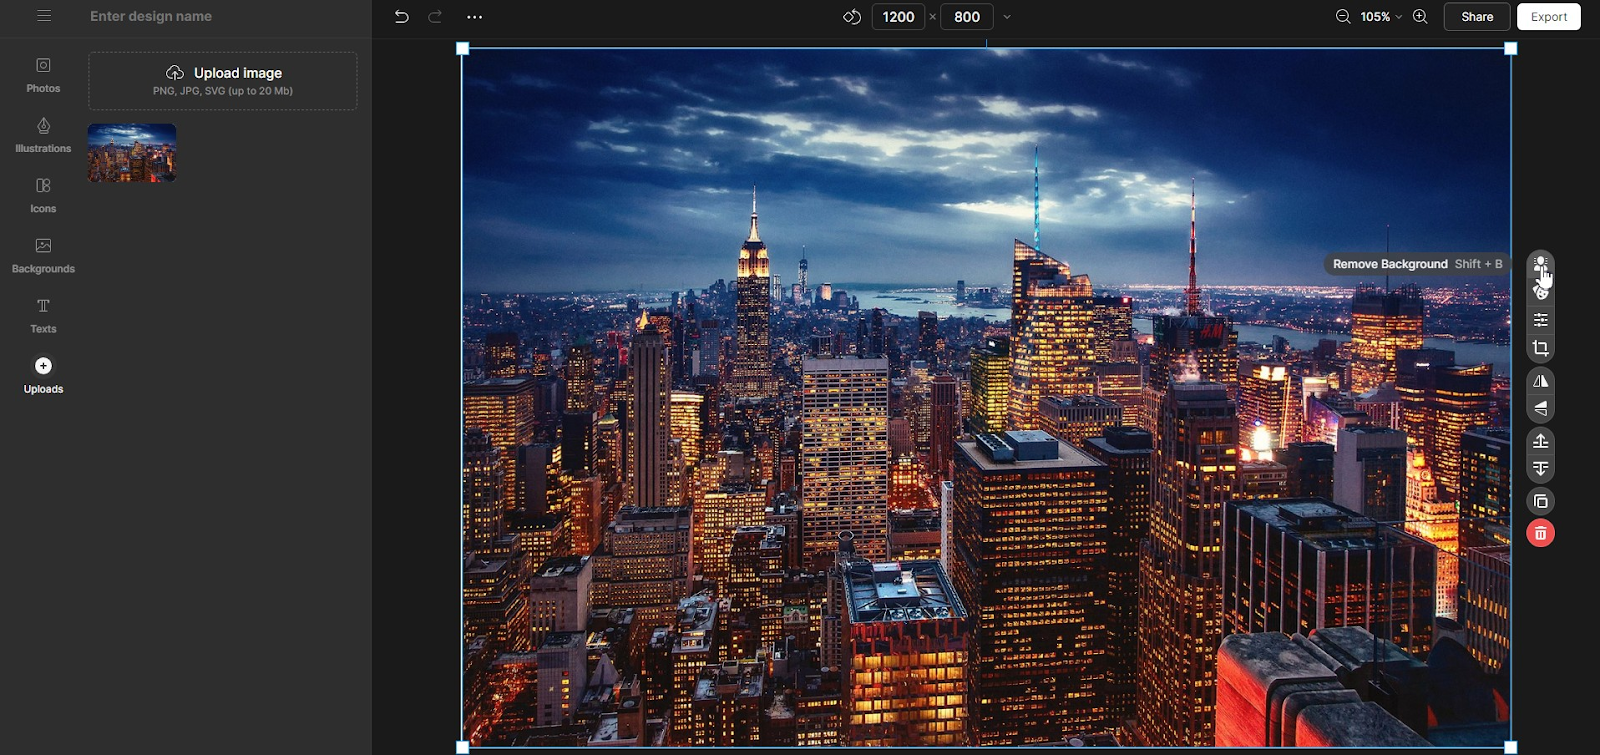 Enter design name
1200 × 800
105%
Share
Export
Photos
Illustrations
Icons
Backgrounds
Texts
Uploads
Upload image
PNG, JPG, SVG (up to 20 Mb)
Remove Background Shift + B
H&M